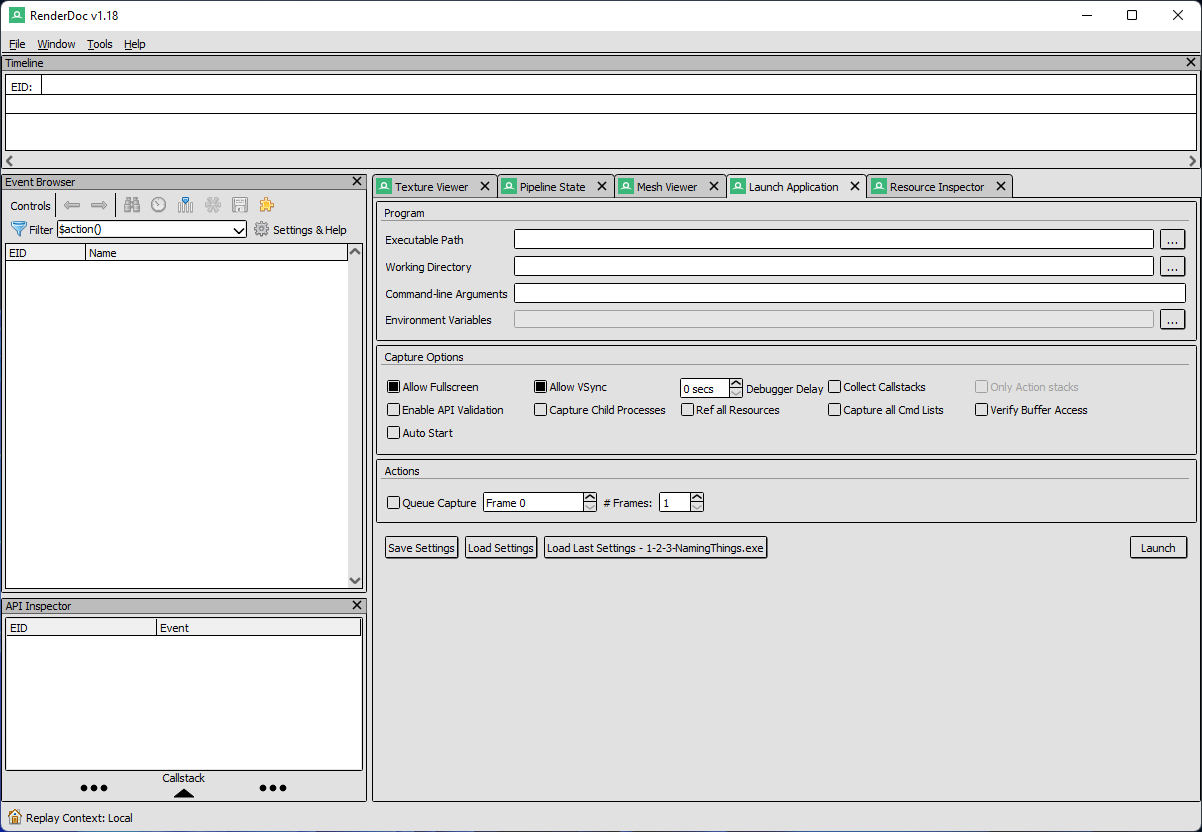 RenderDoc v1.18
File Window Tools Help
Timeline
EID:
Event Browser
Controls
Filter $action() Settings & Help
EID Name
API Inspector
EID Event
Callstack
Texture Viewer Pipeline State Mesh Viewer Launch Application Resource Inspector
Program
Executable Path ...
Working Directory ...
Command-line Arguments
Environment Variables ...
Capture Options
Allow Fullscreen Allow VSync 0 secs Debugger Delay Collect Callstacks Only Action stacks
Enable API Validation Capture Child Processes Ref all Resources Capture all Cmd Lists Verify Buffer Access
Auto Start
Actions
Queue Capture Frame 0 # Frames: 1
Save Settings Load Settings Load Last Settings - 1-2-3-NamingThings.exe Launch
Replay Context: Local